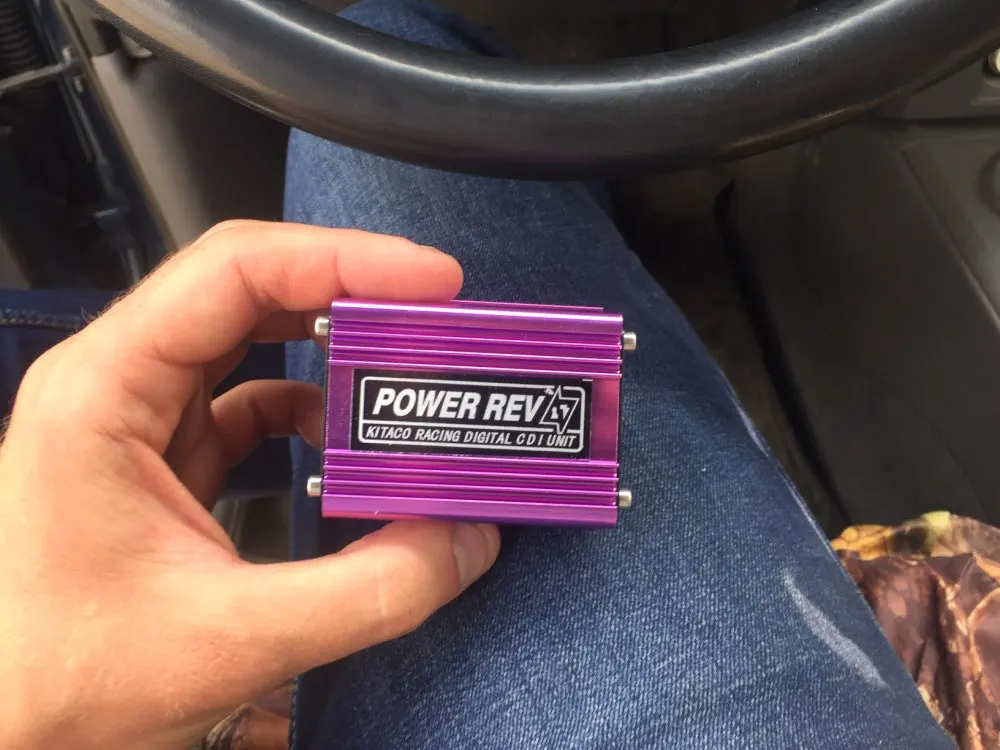 POWER REV
KITACO RACING DIGITAL CDI UNIT